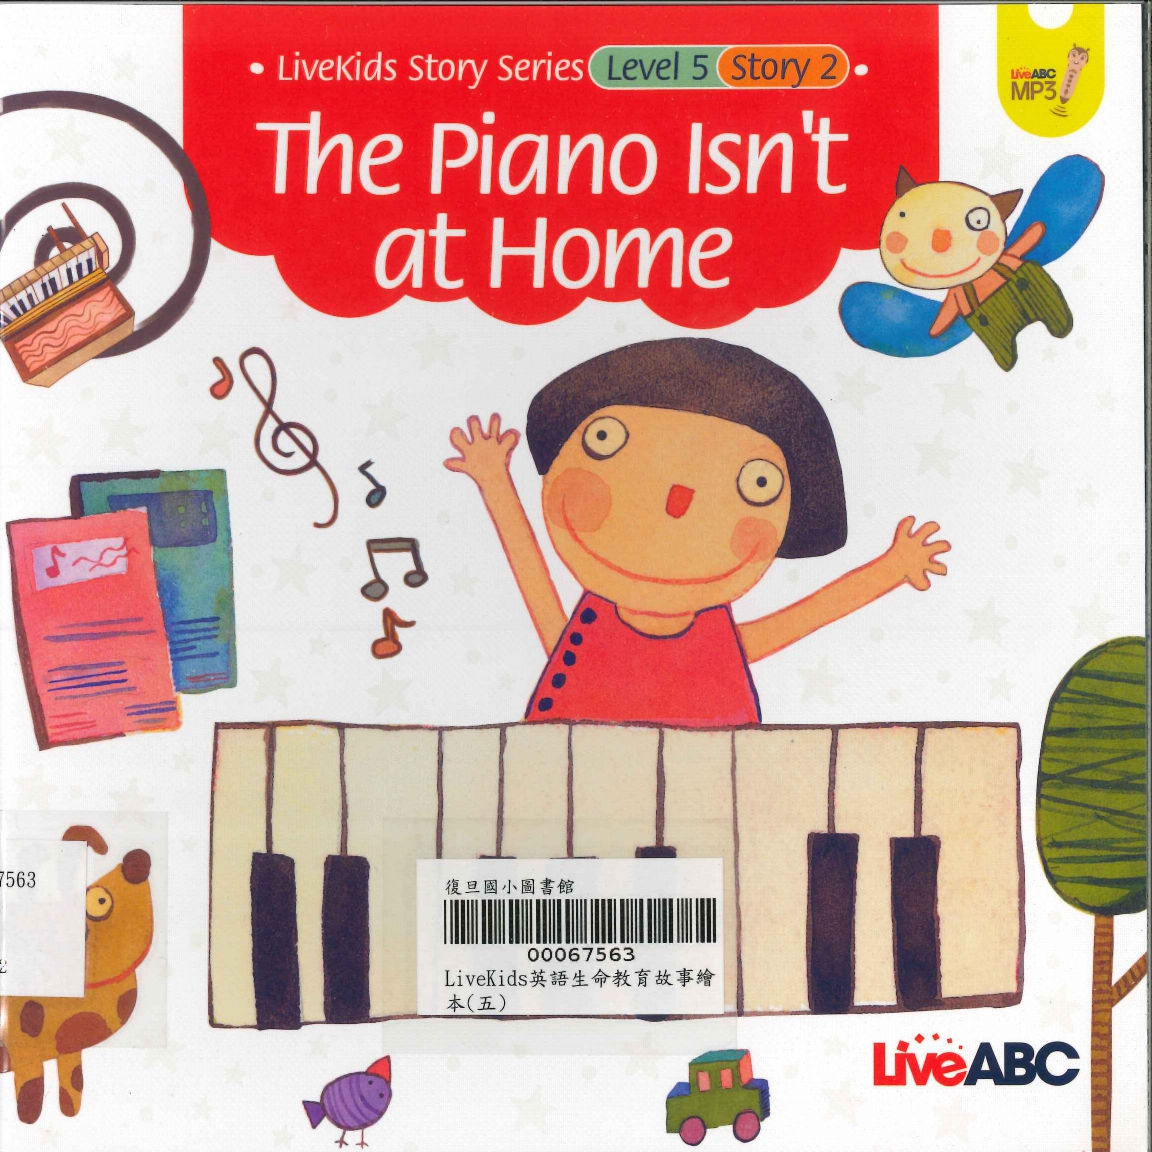 • LiveKids Story Series Level 5 Story 2 •
The Piano Isn't
at Home
LiveABC
MP3
7563
2
復旦國小圖書館
00067563
LiveKids英語生命教育故事繪
本(五)
LiveABC